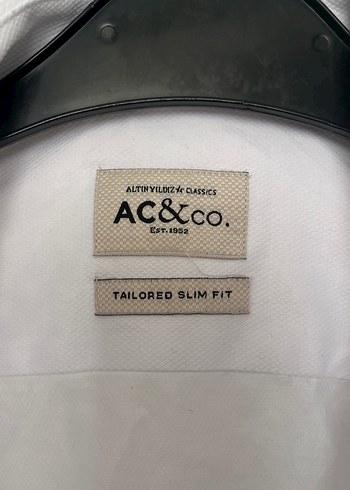 ALTINYILDIZ CLASSICS
AC&CO.
EST. 1952
TAILORED SLIM FIT